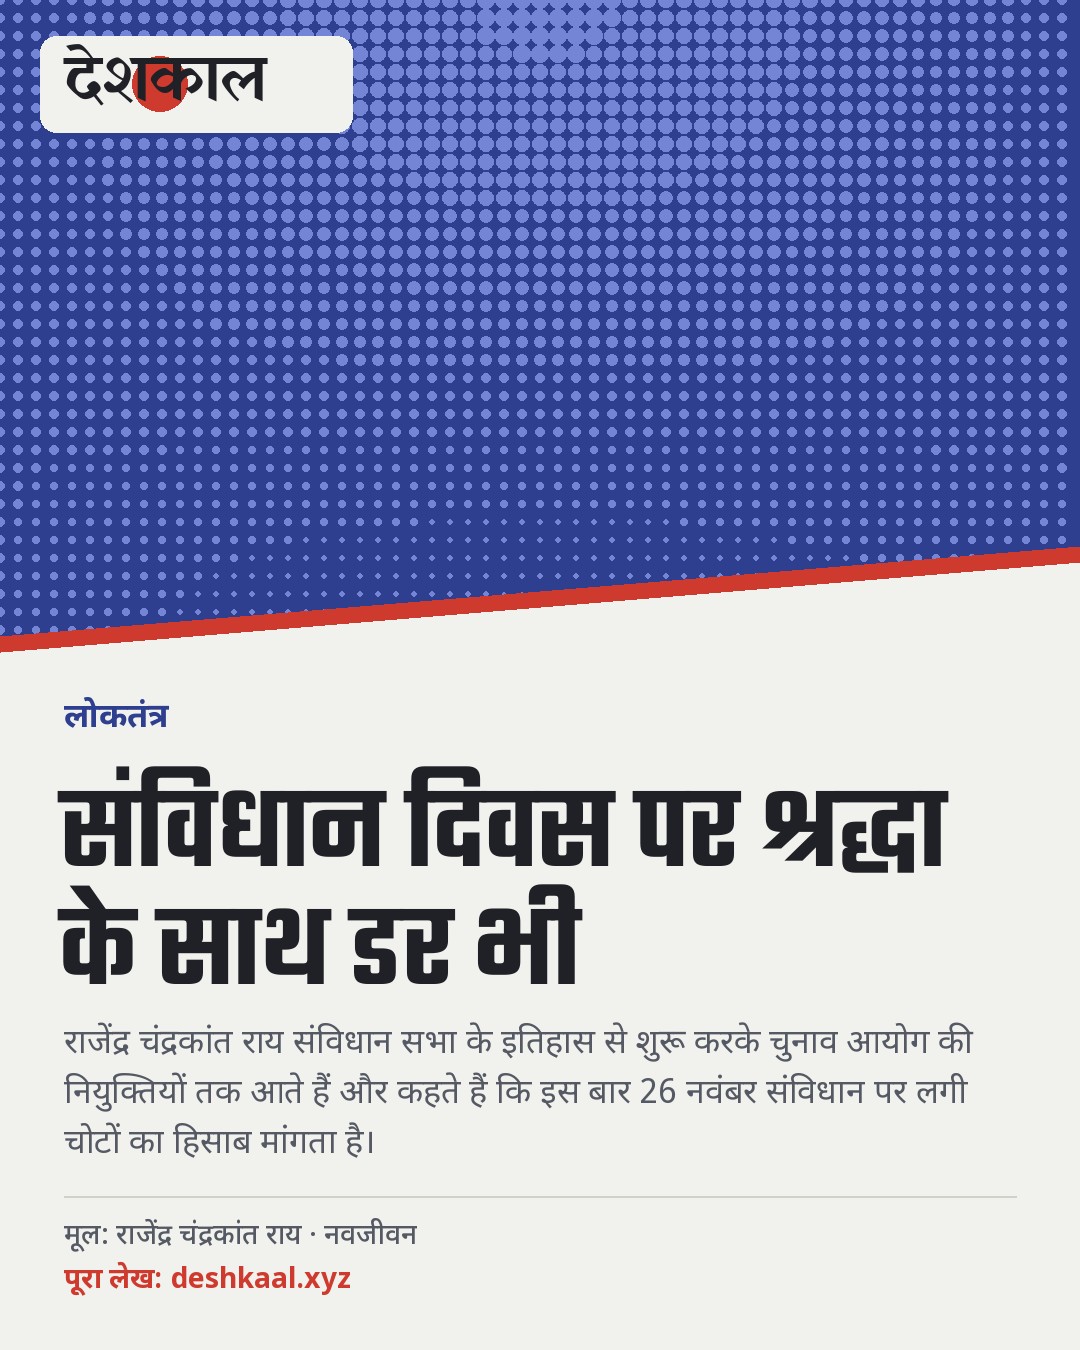 देशकाल
लोकतंत्र
संविधान दिवस पर श्रद्धा
के साथ डर भी
राजेंद्र चंद्रकांत राय संविधान सभा के इतिहास से शुरू करके चुनाव आयोग की
नियुक्तियों तक आते हैं और कहते हैं कि इस बार 26 नवंबर संविधान पर लगी
चोटों का हिसाब मांगता है।
मूल: राजेंद्र चंद्रकांत राय · नवजीवन
पूरा लेख: deshkaal.xyz